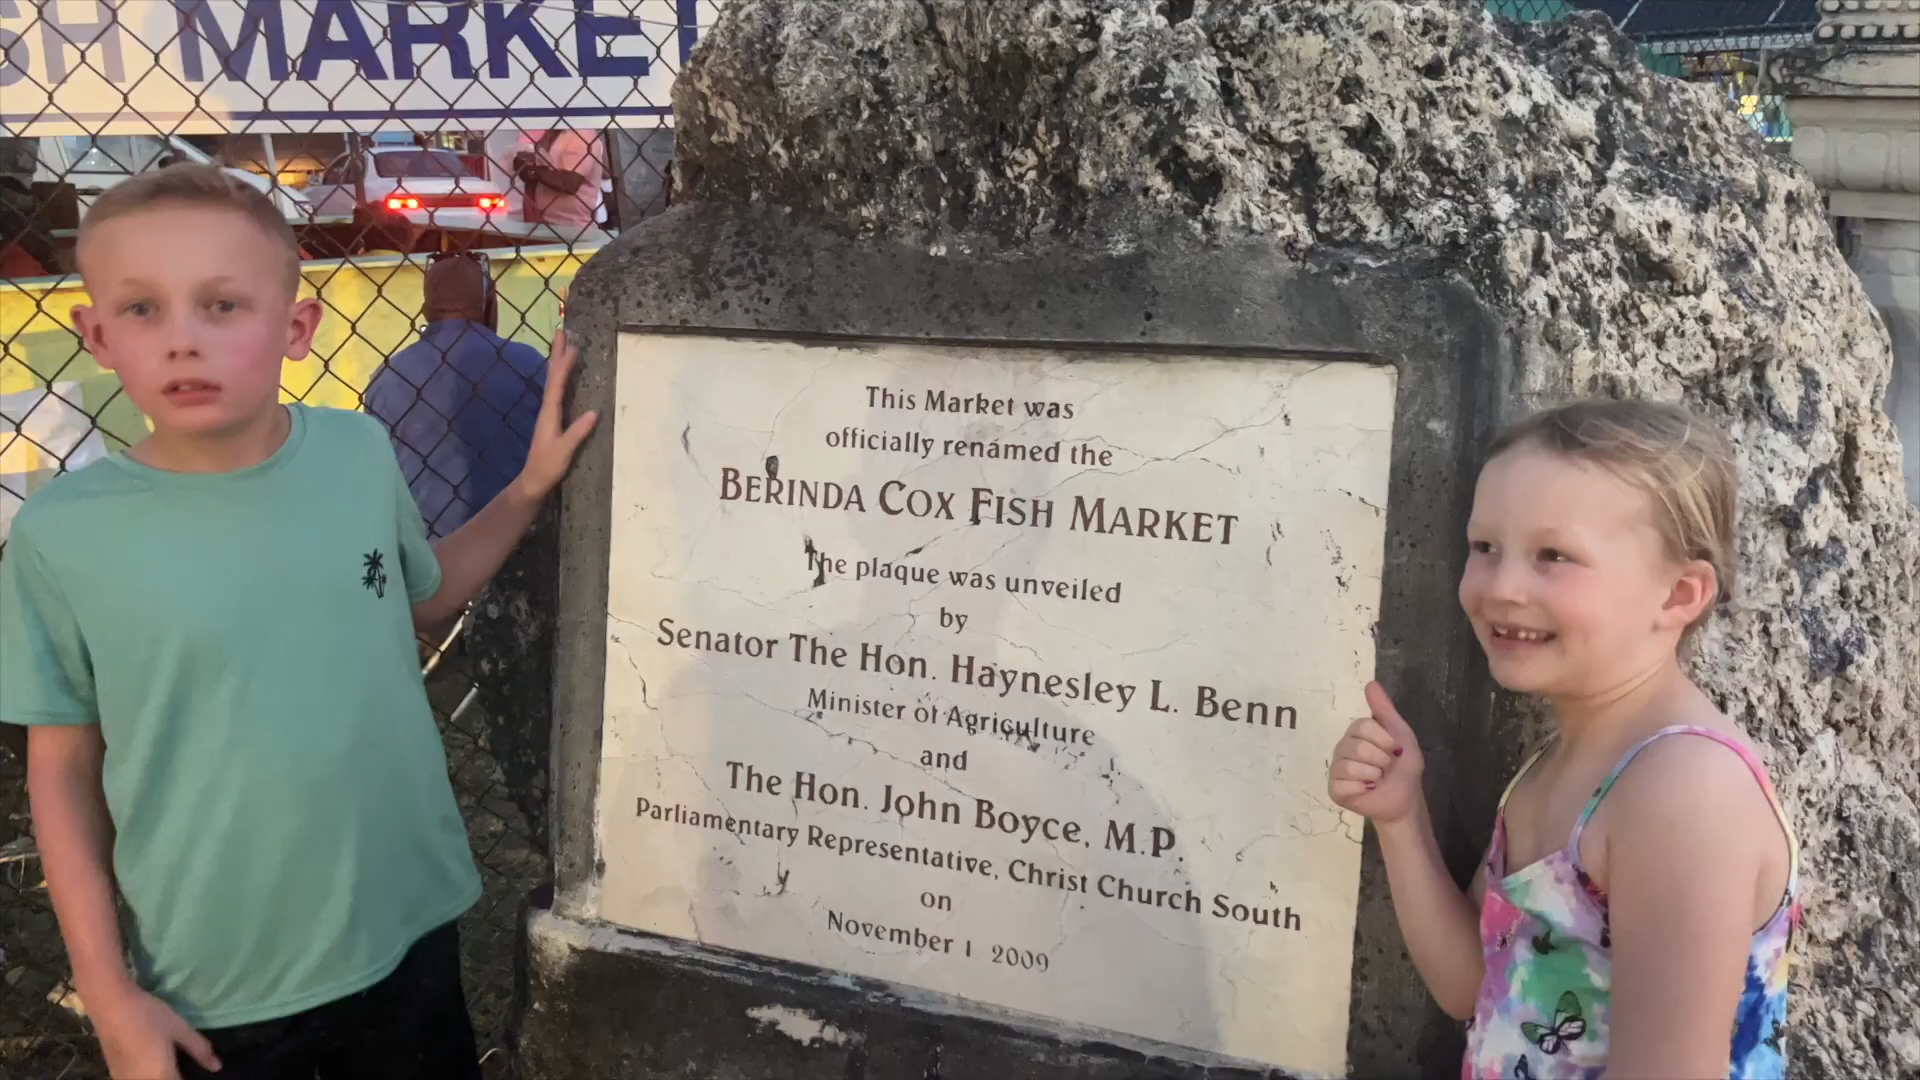 SH MARKET
This Market was
officially renamed the
BERINDA COX FISH MARKET
The plaque was unveiled
by
Senator The Hon. Haynesley L. Benn
Minister of Agriculture
and
The Hon. John Boyce, M.P.
Parliamentary Representative, Christ Church South
on
November 1 2009